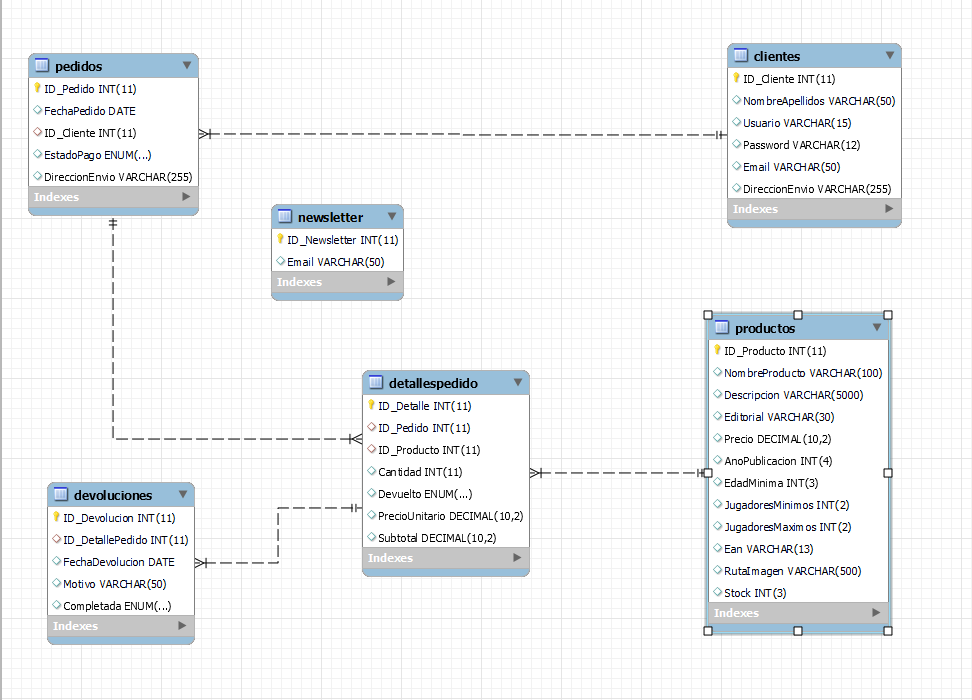 pedidos
ID_Pedido INT(11)
FechaPedido DATE
ID_Cliente INT(11)
EstadoPago ENUM(...)
DireccionEnvio VARCHAR(255)
Indexes
clientes
ID_Cliente INT(11)
NombreApellidos VARCHAR(50)
Usuario VARCHAR(15)
Password VARCHAR(12)
Email VARCHAR(50)
DireccionEnvio VARCHAR(255)
Indexes
newsletter
ID_Newsletter INT(11)
Email VARCHAR(50)
Indexes
productos
ID_Producto INT(11)
NombreProducto VARCHAR(100)
Descripcion VARCHAR(5000)
Editorial VARCHAR(30)
Precio DECIMAL(10,2)
AnoPublicacion INT(4)
EdadMinima INT(3)
JugadoresMinimos INT(2)
JugadoresMaximos INT(2)
Ean VARCHAR(13)
RutaImagen VARCHAR(500)
Stock INT(3)
Indexes
detallespedido
ID_Detalle INT(11)
ID_Pedido INT(11)
ID_Producto INT(11)
Cantidad INT(11)
Devuelto ENUM(...)
PrecioUnitario DECIMAL(10,2)
Subtotal DECIMAL(10,2)
Indexes
devoluciones
ID_Devolucion INT(11)
ID_DetallePedido INT(11)
FechaDevolucion DATE
Motivo VARCHAR(50)
Completada ENUM(...)
Indexes